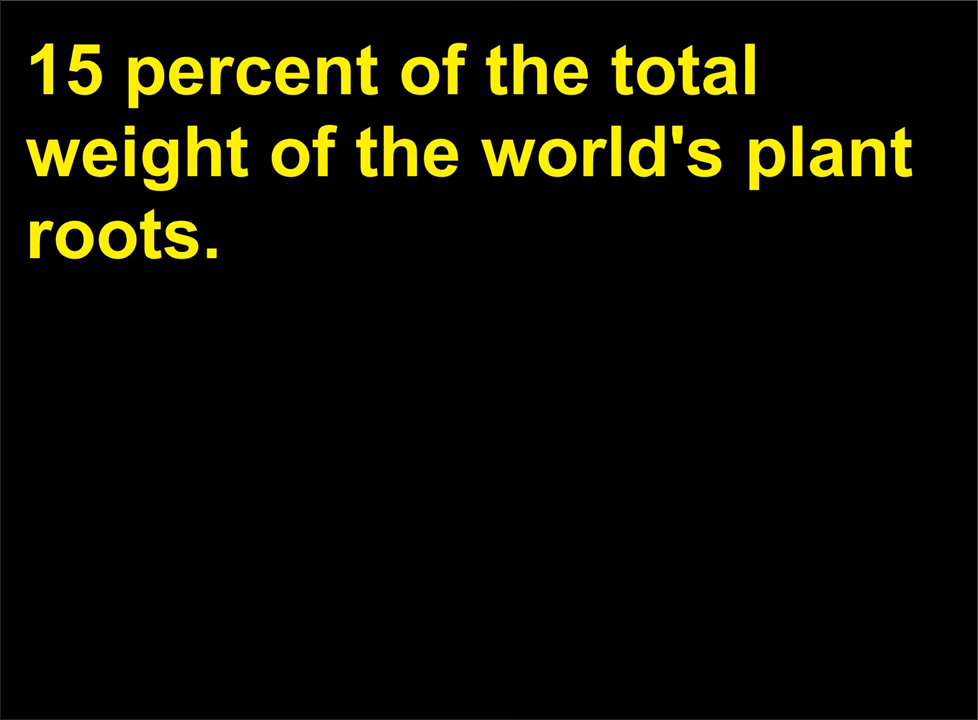 15 percent of the total
weight of the world's plant
roots.